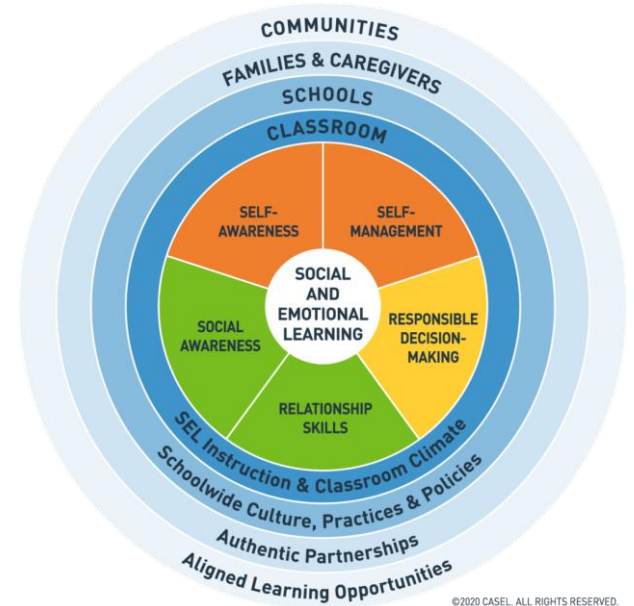 COMMUNITIES
FAMILIES & CAREGIVERS
SCHOOLS
CLASSROOM
SELF-
AWARENESS
SELF-
MANAGEMENT
SOCIAL
AND
EMOTIONAL
LEARNING
SOCIAL
AWARENESS
RESPONSIBLE
DECISION-
MAKING
RELATIONSHIP
SKILLS
SEL Instruction & Classroom Climate
Schoolwide Culture, Practices & Policies
Authentic Partnerships
Aligned Learning Opportunities
©2020 CASEL. ALL RIGHTS RESERVED.